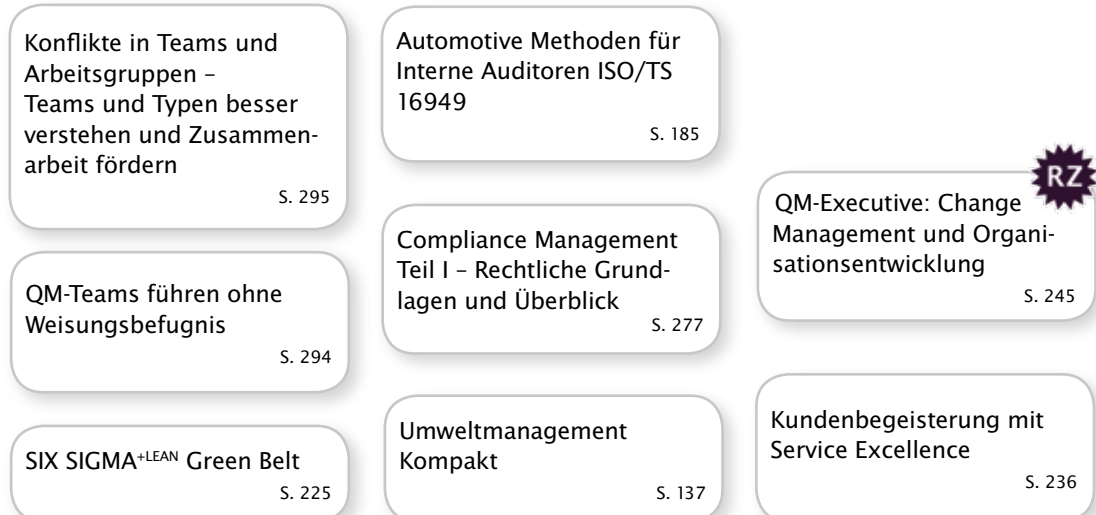 Konflikte in Teams und
Arbeitsgruppen –
Teams und Typen besser
verstehen und Zusammen-
arbeit fördern
S. 295
QM-Teams führen ohne
Weisungsbefugnis
S. 294
SIX SIGMA+LEAN Green Belt
S. 225
Automotive Methoden für
Interne Auditoren ISO/TS
16949
S. 185
Compliance Management
Teil I – Rechtliche Grund-
lagen und Überblick
S. 277
Umweltmanagement
Kompakt
S. 137
RZ
QM-Executive: Change
Management und Organi-
sationsentwicklung
S. 245
Kundenbegeisterung mit
Service Excellence
S. 236